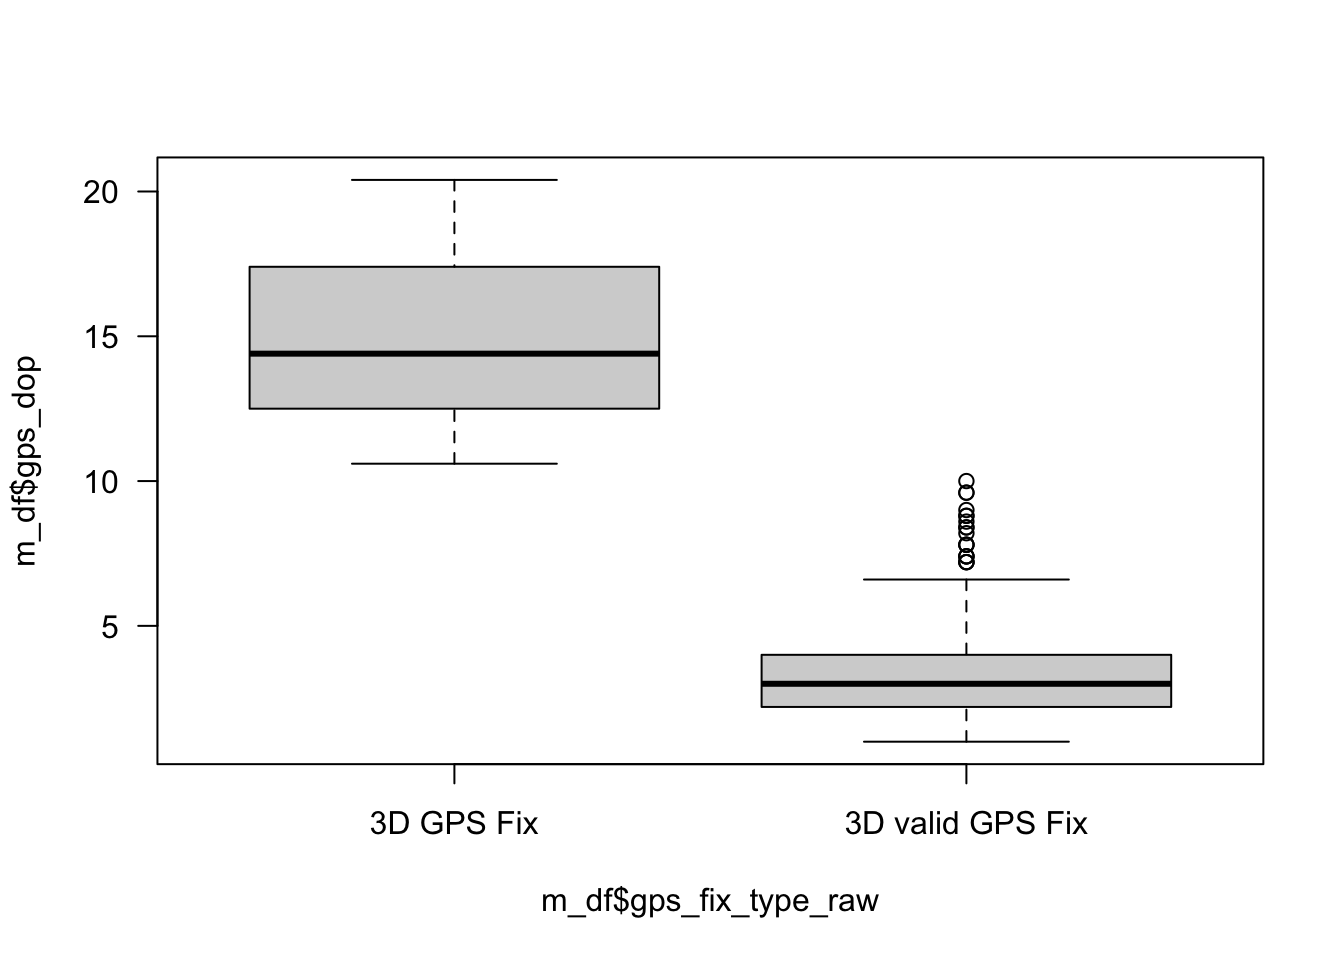 20
15
10
5
m_df$gps_dop
3D GPS Fix
3D valid GPS Fix
m_df$gps_fix_type_raw